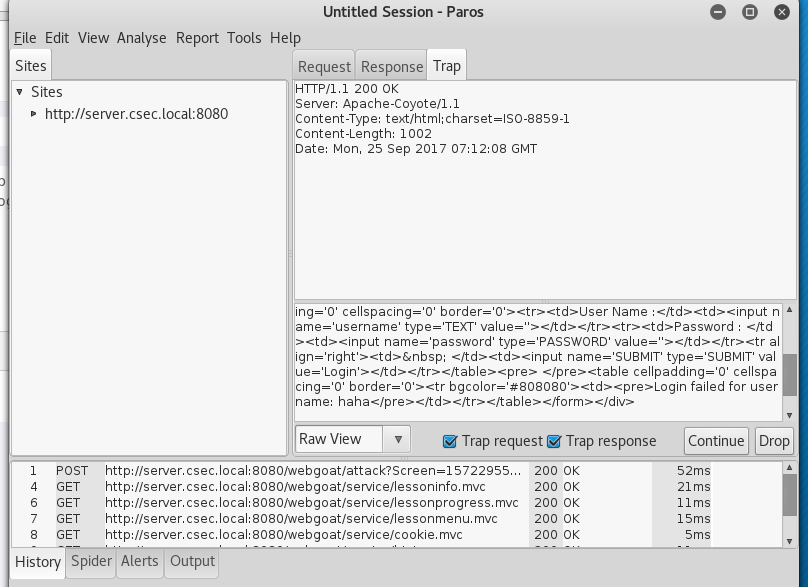 Untitled Session - Paros
File Edit View Analyse Report Tools Help
Sites
Request Response Trap
Sites
http://server.csec.local:8080
HTTP/1.1 200 OK
Server: Apache-Coyote/1.1
Content-Type: text/html;charset=ISO-8859-1
Content-Length: 1002
Date: Mon, 25 Sep 2017 07:12:08 GMT
ing='0' cellspacing='0' border='0'><tr><td>User Name :</td><td><input n
ame='username' type='TEXT' value=''></td></tr><tr><td>Password : </td
><td><input name='password' type='PASSWORD' value=''></td></tr><tr al
ign='right'><td>&nbsp; </td><td><input name='SUBMIT' type='SUBMIT' val
ue='Login'></td></tr></table><pre> </pre><table cellpadding='0' cellspa
cing='0' border='0'><tr bgcolor='#808080'><td><pre>Login failed for user
name: haha</pre></td></tr></table></form></div>
Raw View Trap request Trap response Continue Drop
1 POST http://server.csec.local:8080/webgoat/attack?Screen=15722955... 200 OK 52ms
4 GET http://server.csec.local:8080/webgoat/service/lessoninfo.mvc 200 OK 21ms
6 GET http://server.csec.local:8080/webgoat/service/lessonprogress.mvc 200 OK 11ms
7 GET http://server.csec.local:8080/webgoat/service/lessonmenu.mvc 200 OK 15ms
8 GET http://server.csec.local:8080/webgoat/service/cookie.mvc 200 OK 5ms
History Spider Alerts Output